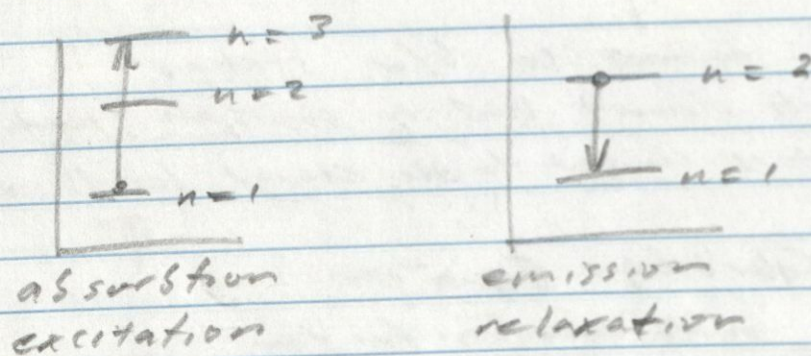 n = 3
n = 2
n = 1
absorbtion
excitation
n = 2
n = 1
emission
relaxation